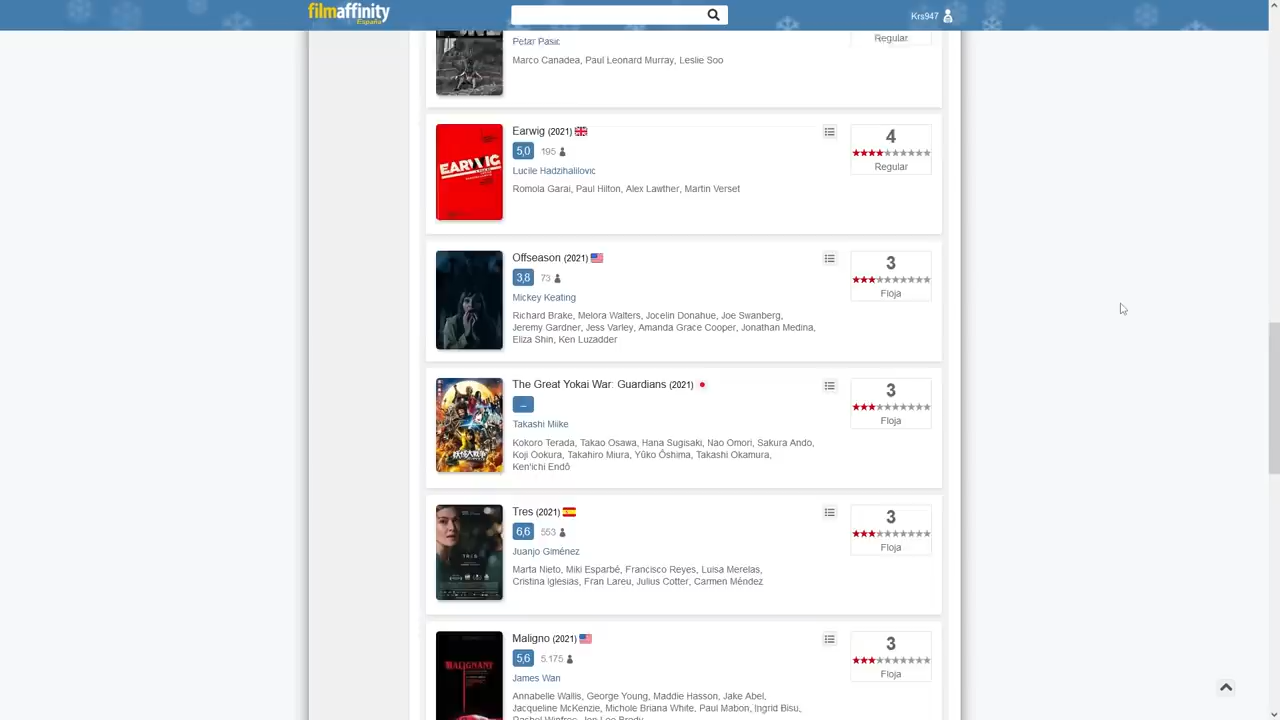 filmaffinity
España
Krs947
Petar Pasic
Regular
Marco Canadea, Paul Leonard Murray, Leslie Soo
Earwig (2021)
4
5,0 195
Regular
Lucile Hadzihalilovic
Romola Garai, Paul Hilton, Alex Lawther, Martin Verset
EARWIG
Offseason (2021)
3
3,8 73
Floja
Mickey Keating
Richard Brake, Melora Walters, Jocelin Donahue, Joe Swanberg,
Jeremy Gardner, Jess Varley, Amanda Grace Cooper, Jonathan Medina,
Eliza Shin, Ken Luzadder
The Great Yokai War: Guardians (2021)
3
–
Floja
Takashi Miike
Kokoro Terada, Takao Osawa, Hana Sugisaki, Nao Omori, Sakura Ando,
Koji Ookura, Takahiro Miura, Yūko Ôshima, Takashi Okamura,
Ken'ichi Endô
Tres (2021)
3
6,6 553
Floja
Juanjo Giménez
Marta Nieto, Miki Esparbé, Francisco Reyes, Luisa Merelas,
Cristina Iglesias, Fran Lareu, Julius Cotter, Carmen Méndez
TRES
Maligno (2021)
3
5,6 5.175
Floja
James Wan
MALIGNANT
Annabelle Wallis, George Young, Maddie Hasson, Jake Abel,
Jacqueline McKenzie, Michole Briana White, Paul Mabon, Ingrid Bisu,